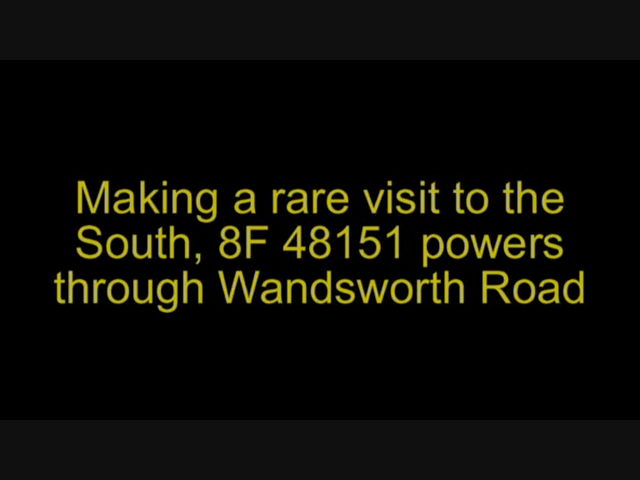 Making a rare visit to the
South, 8F 48151 powers
through Wandsworth Road